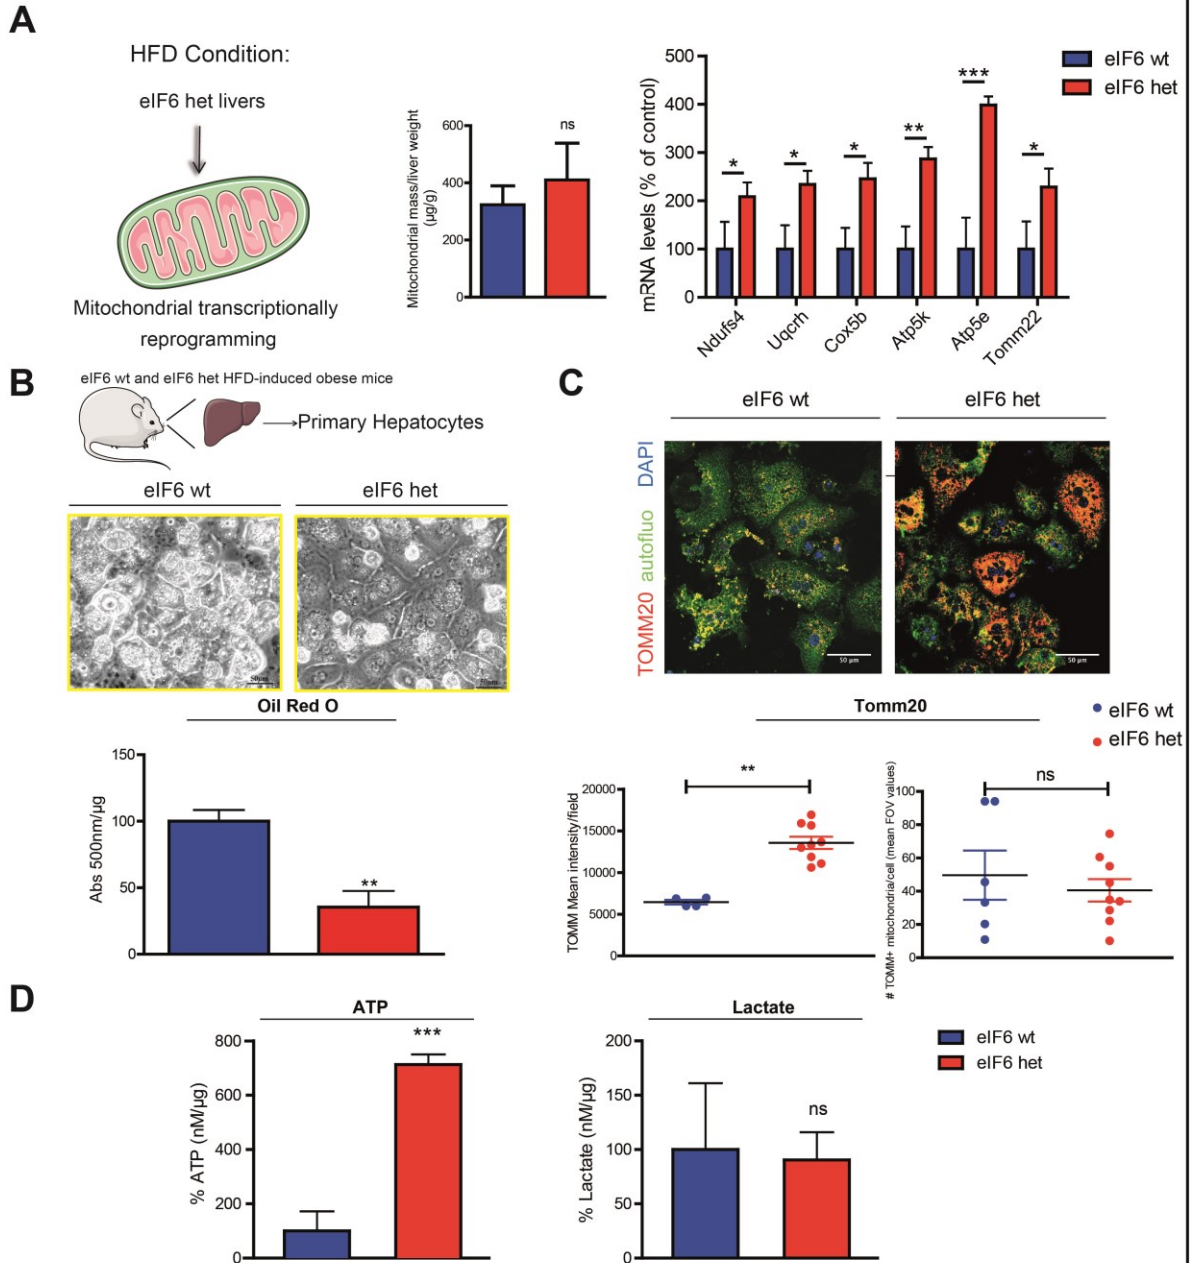 A
HFD Condition:
eIF6 het livers
Mitochondrial transcriptionally
reprogramming
Mitochondrial mass/liver weight
(µg/g)
600
400
200
0
ns
mRNA levels (% of control)
500
400
300
200
100
0
*
*
*
**
***
*
Ndufs4
Uqcrh
Cox5b
Atp5k
Atp5e
Tomm22
eIF6 wt
eIF6 het
B
eIF6 wt and eIF6 het HFD-induced obese mice
Primary Hepatocytes
eIF6 wt
eIF6 het
50µm
50µm
Oil Red O
Abs 500nm/µg
150
100
50
0
**
C
eIF6 wt
eIF6 het
TOMM20 autofluo DAPI
50 µm
50 µm
Tomm20
eIF6 wt
eIF6 het
TOMM Mean intensity/field
20000
15000
10000
5000
0
**
# TOMM+ mitochondria/cell (mean FOV values)
100
80
60
40
20
0
ns
D
ATP
% ATP (nM/µg)
800
600
400
200
0
***
Lactate
% Lactate (nM/µg)
200
150
100
50
0
ns
eIF6 wt
eIF6 het